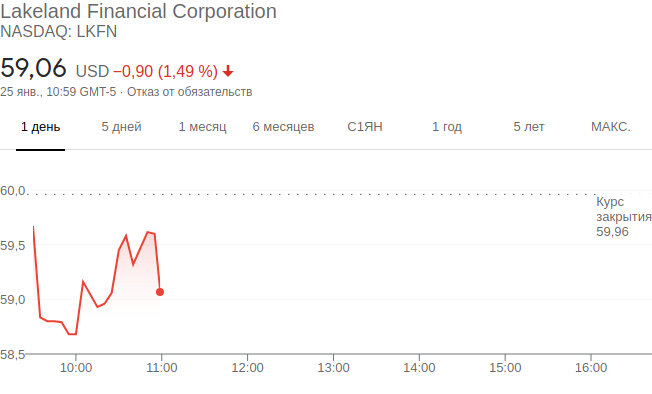 Lakeland Financial Corporation
NASDAQ: LKFN
59,06 USD −0,90 (1,49 %)
25 янв., 10:59 GMT-5 · Отказ от обязательств
1 день 5 дней 1 месяц 6 месяцев С1ЯН 1 год 5 лет МАКС.
60,0
Курс
закрытия
59,96
59,5
59,0
58,5
10:00 11:00 12:00 13:00 14:00 15:00 16:00